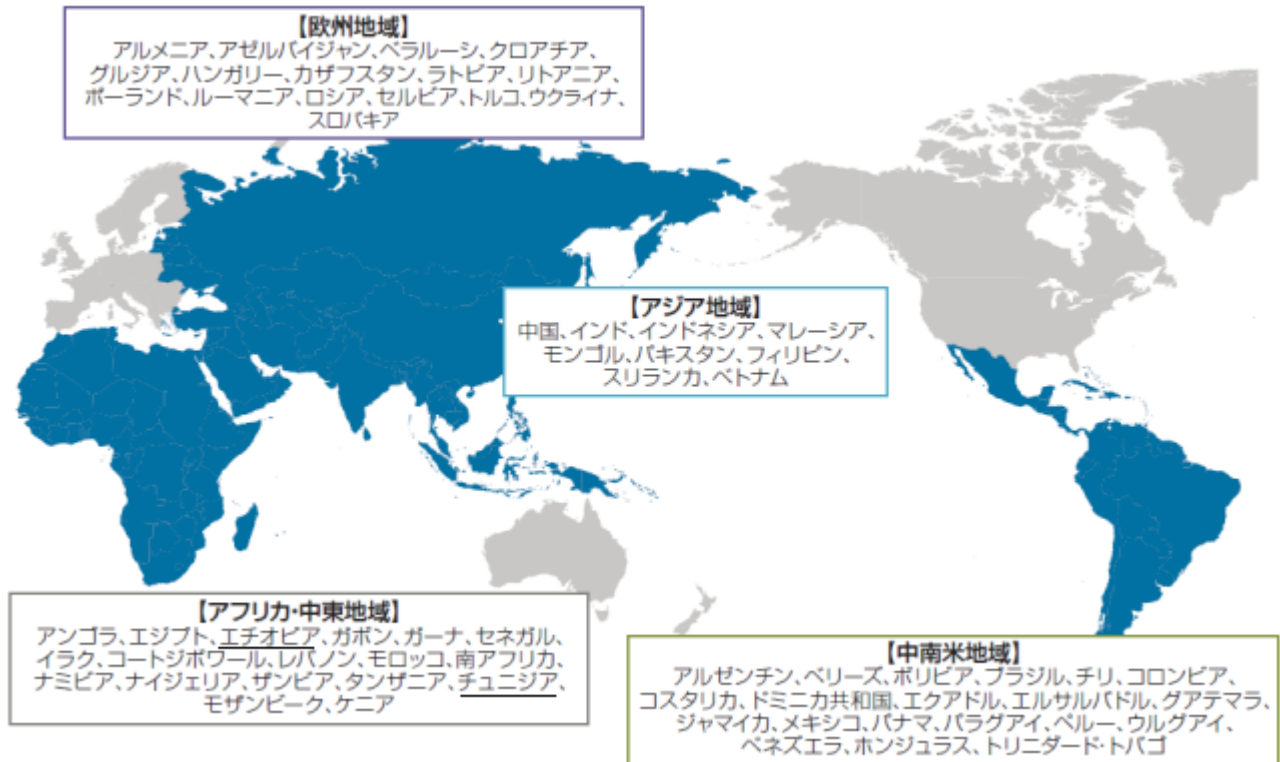 【欧州地域】
アルメニア、アゼルバイジャン、ベラルーシ、クロアチア、
グルジア、ハンガリー、カザフスタン、ラトビア、リトアニア、
ポーランド、ルーマニア、ロシア、セルビア、トルコ、ウクライナ、
スロバキア
【アジア地域】
中国、インド、インドネシア、マレーシア、
モンゴル、パキスタン、フィリピン、
スリランカ、ベトナム
【アフリカ・中東地域】
アンゴラ、エジプト、エチオピア、ガボン、ガーナ、セネガル、
イラク、コートジボワール、レバノン、モロッコ、南アフリカ、
ナミビア、ナイジェリア、ザンビア、タンザニア、チュニジア、
モザンビーク、ケニア
【中南米地域】
アルゼンチン、ベリーズ、ボリビア、ブラジル、チリ、コロンビア、
コスタリカ、ドミニカ共和国、エクアドル、エルサルバドル、グアテマラ、
ジャマイカ、メキシコ、パナマ、パラグアイ、ペルー、ウルグアイ、
ベネズエラ、ホンジュラス、トリニダード・トバゴ